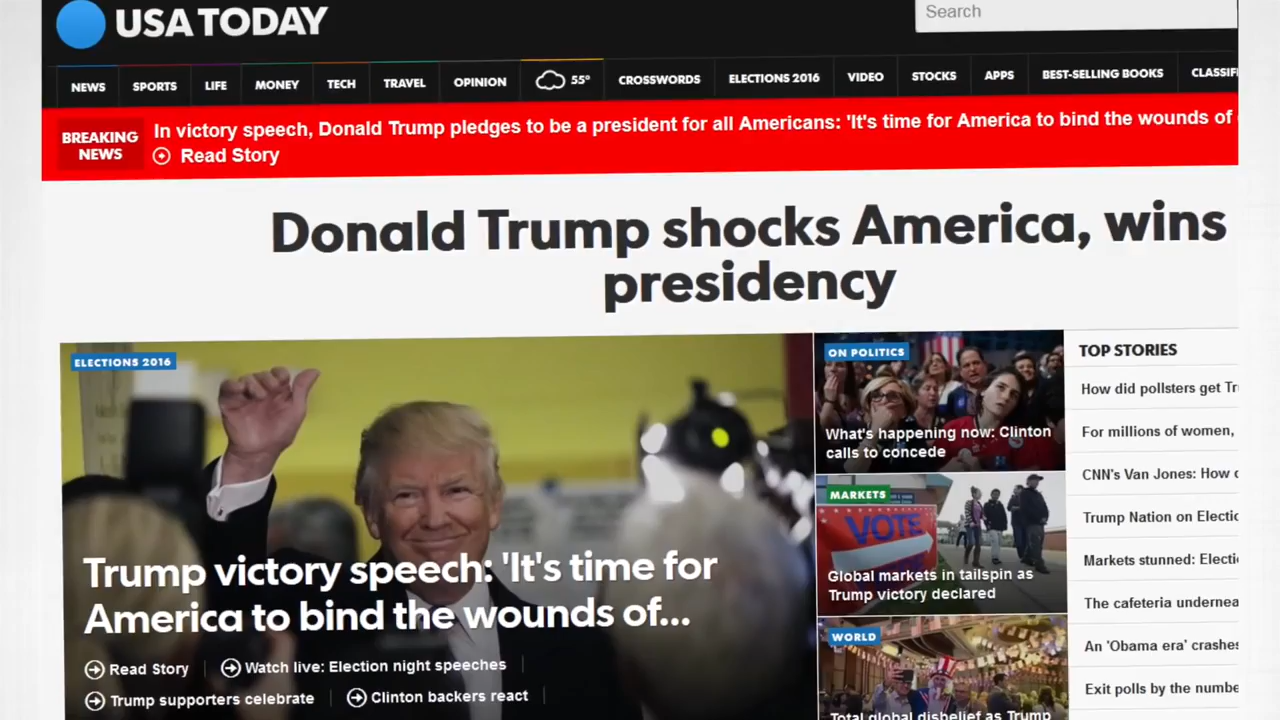 USA TODAY
Search
NEWS
SPORTS
LIFE
MONEY
TECH
TRAVEL
OPINION
55°
CROSSWORDS
ELECTIONS 2016
VIDEO
STOCKS
APPS
BEST-SELLING BOOKS
BREAKING
NEWS
In victory speech, Donald Trump pledges to be a president for all Americans: 'It's time for America to bind the wounds of
Read Story
Donald Trump shocks America, wins
presidency
ELECTIONS 2016
Trump victory speech: 'It's time for
America to bind the wounds of...
Read Story
Watch live: Election night speeches
Trump supporters celebrate
Clinton backers react
ON POLITICS
What's happening now: Clinton
calls to concede
MARKETS
VOTE
Global markets in tailspin as
Trump victory declared
WORLD
Total global disbelief as Trump
TOP STORIES
How did pollsters get
For millions of women,
CNN's Van Jones: How
Trump Nation on
Markets stunned:
The cafeteria
An 'Obama era' crashes
Exit polls by the